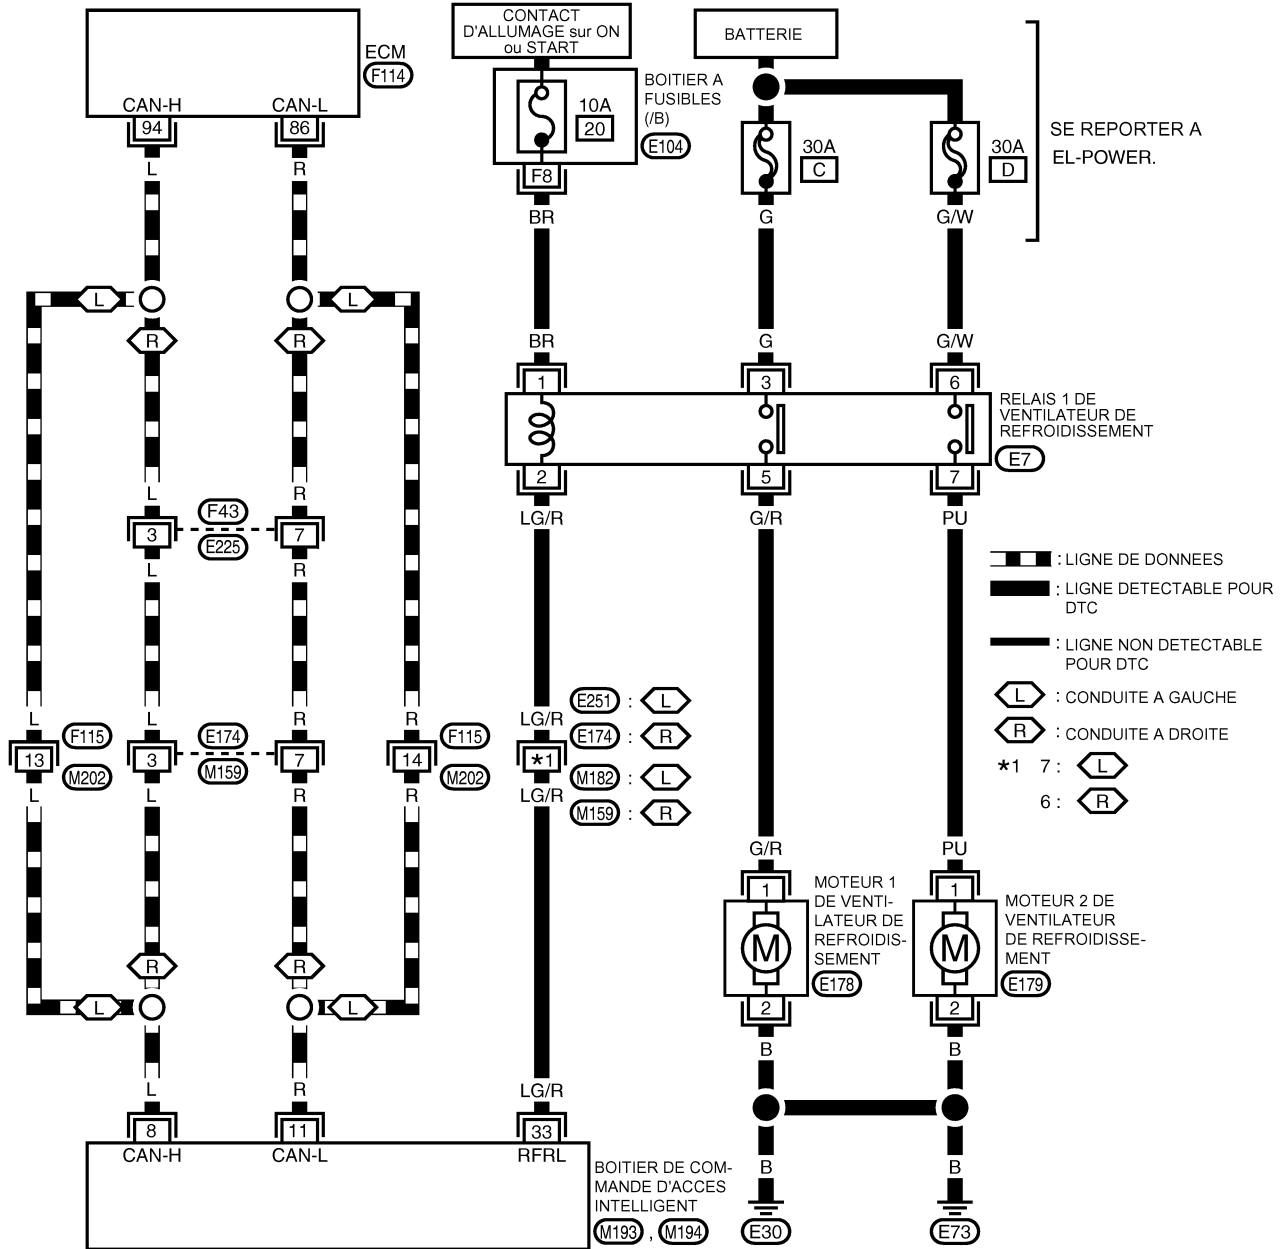 CONTACT
D'ALLUMAGE sur ON
ou START
BATTERIE
ECM
F114
CAN-H
CAN-L
94
86
BOITIER A
FUSIBLES
(/B)
E104
10A
20
F8
30A
C
30A
D
SE REPORTER A
EL-POWER.
L
R
BR
G
G/W
L
L
R
R
BR
G
G/W
1
3
6
RELAIS 1 DE
VENTILATEUR DE
REFROIDISSEMENT
E7
2
5
7
L
R
LG/R
G/R
PU
F43
3
7
E225
L
R
: LIGNE DE DONNEES
: LIGNE DETECTABLE POUR
DTC
: LIGNE NON DETECTABLE
POUR DTC
L : CONDUITE A GAUCHE
R : CONDUITE A DROITE
*1 7 : L
6 : R
L
L
R
R
LG/R
E251 : L
E174 : R
M182 : L
M159 : R
13
F115
M202
3
E174
M159
7
14
F115
M202
*1
L
L
R
R
LG/R
G/R
PU
1
1
MOTEUR 1
DE VENTI-
LATEUR DE
REFROIDIS-
SEMENT
E178
M
MOTEUR 2 DE
VENTILATEUR
DE REFROIDISSE-
MENT
E179
M
2
2
R
R
L
L
B
B
L
R
LG/R
8
11
33
CAN-H
CAN-L
RFRL
BOITIER DE COM-
MANDE D'ACCES
INTELLIGENT
M193 , M194
B
B
E30
E73